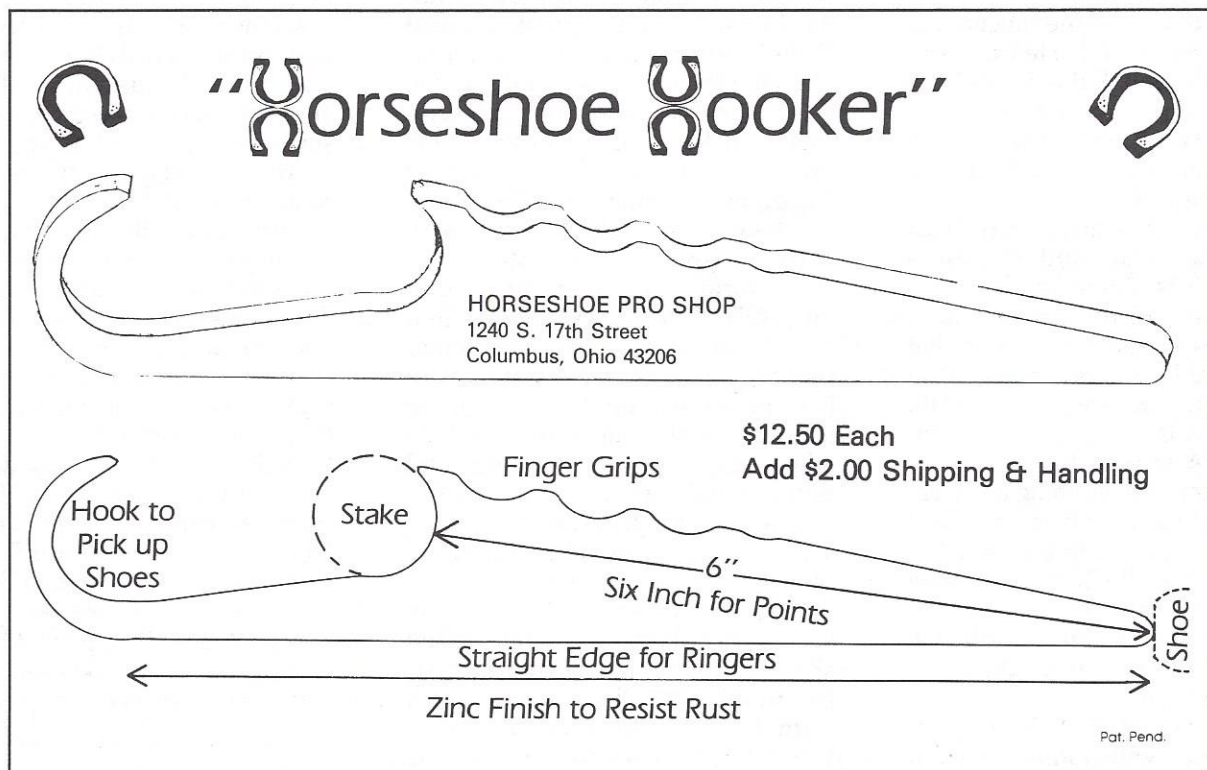 "Horseshoe Hooker"
HORSESHOE PRO SHOP
1240 S. 17th Street
Columbus, Ohio 43206
$12.50 Each
Add $2.00 Shipping & Handling
Finger Grips
Hook to
Pick up
Shoes
Stake
6"
Six Inch for Points
Shoe
Straight Edge for Ringers
Zinc Finish to Resist Rust
Pat. Pend.